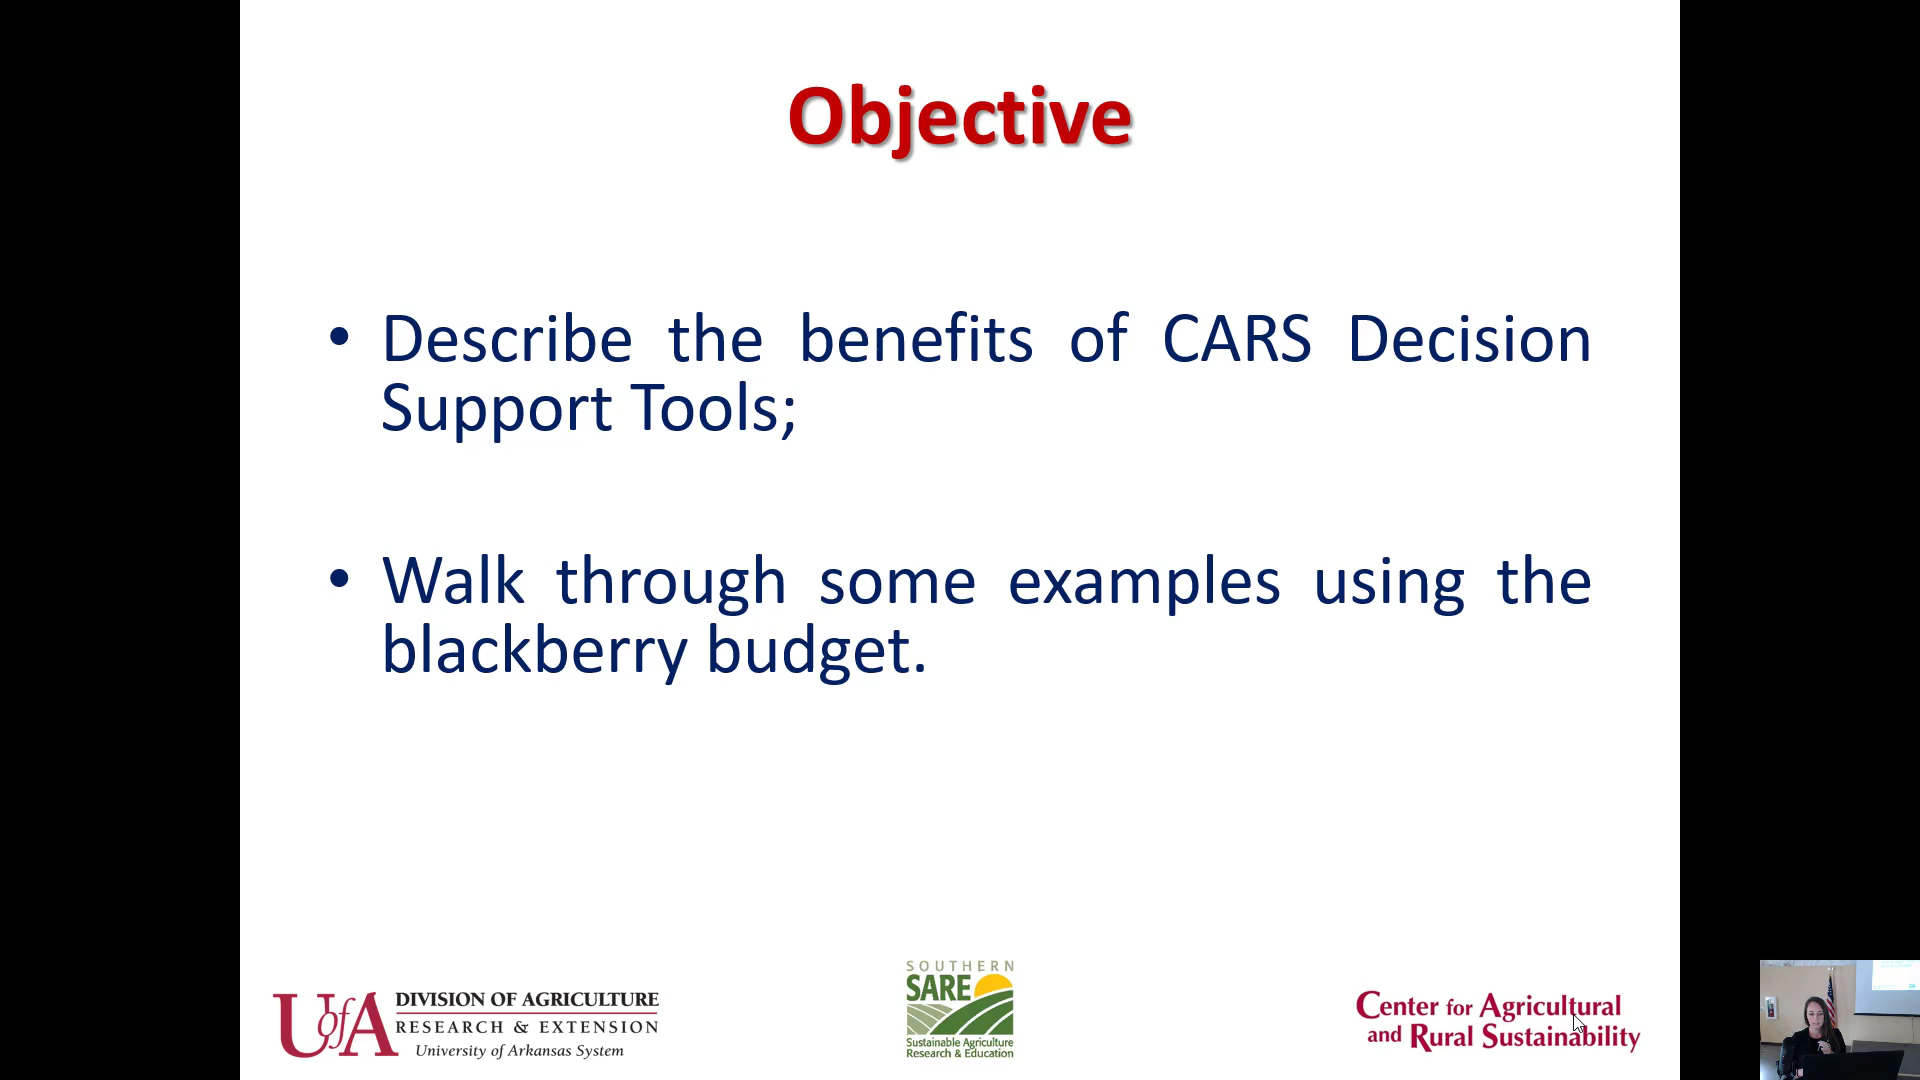 Objective
• Describe the benefits of CARS Decision
Support Tools;
• Walk through some examples using the
blackberry budget.
UofA DIVISION OF AGRICULTURE
RESEARCH & EXTENSION
University of Arkansas System
SOUTHERN
SARE
Sustainable Agriculture
Research & Education
Center for Agricultural
and Rural Sustainability